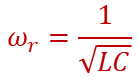 ω_r = 1/√(LC)